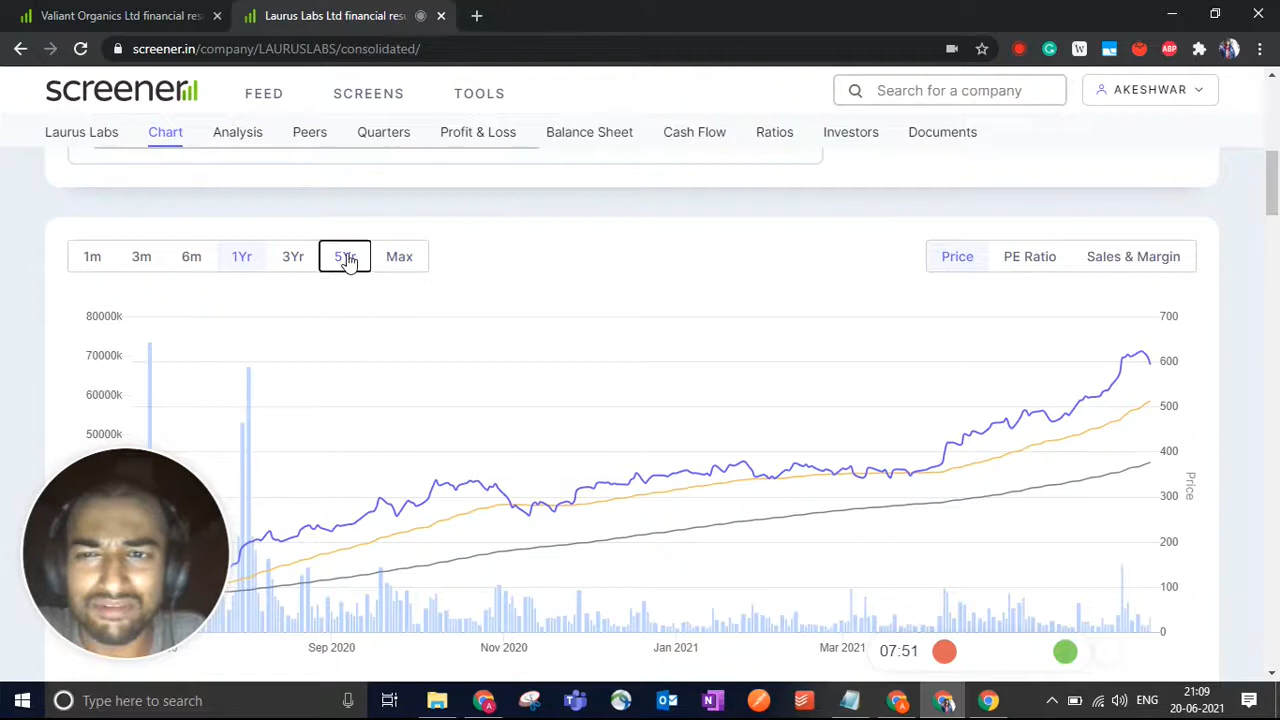 Valiant Organics Ltd financial res
Laurus Labs Ltd financial resu
screener.in/company/LAURUSLABS/consolidated/
screener
FEED
SCREENS
TOOLS
Search for a company
AKESHWAR
Laurus Labs
Chart
Analysis
Peers
Quarters
Profit & Loss
Balance Sheet
Cash Flow
Ratios
Investors
Documents
1m
3m
6m
1Yr
3Yr
5Yr
Max
Price
PE Ratio
Sales & Margin
80000k
70000k
60000k
50000k
700
600
500
400
300
200
100
0
Price
Sep 2020
Nov 2020
Jan 2021
Mar 2021
07:51
Type here to search
ENG
21:09
20-06-2021